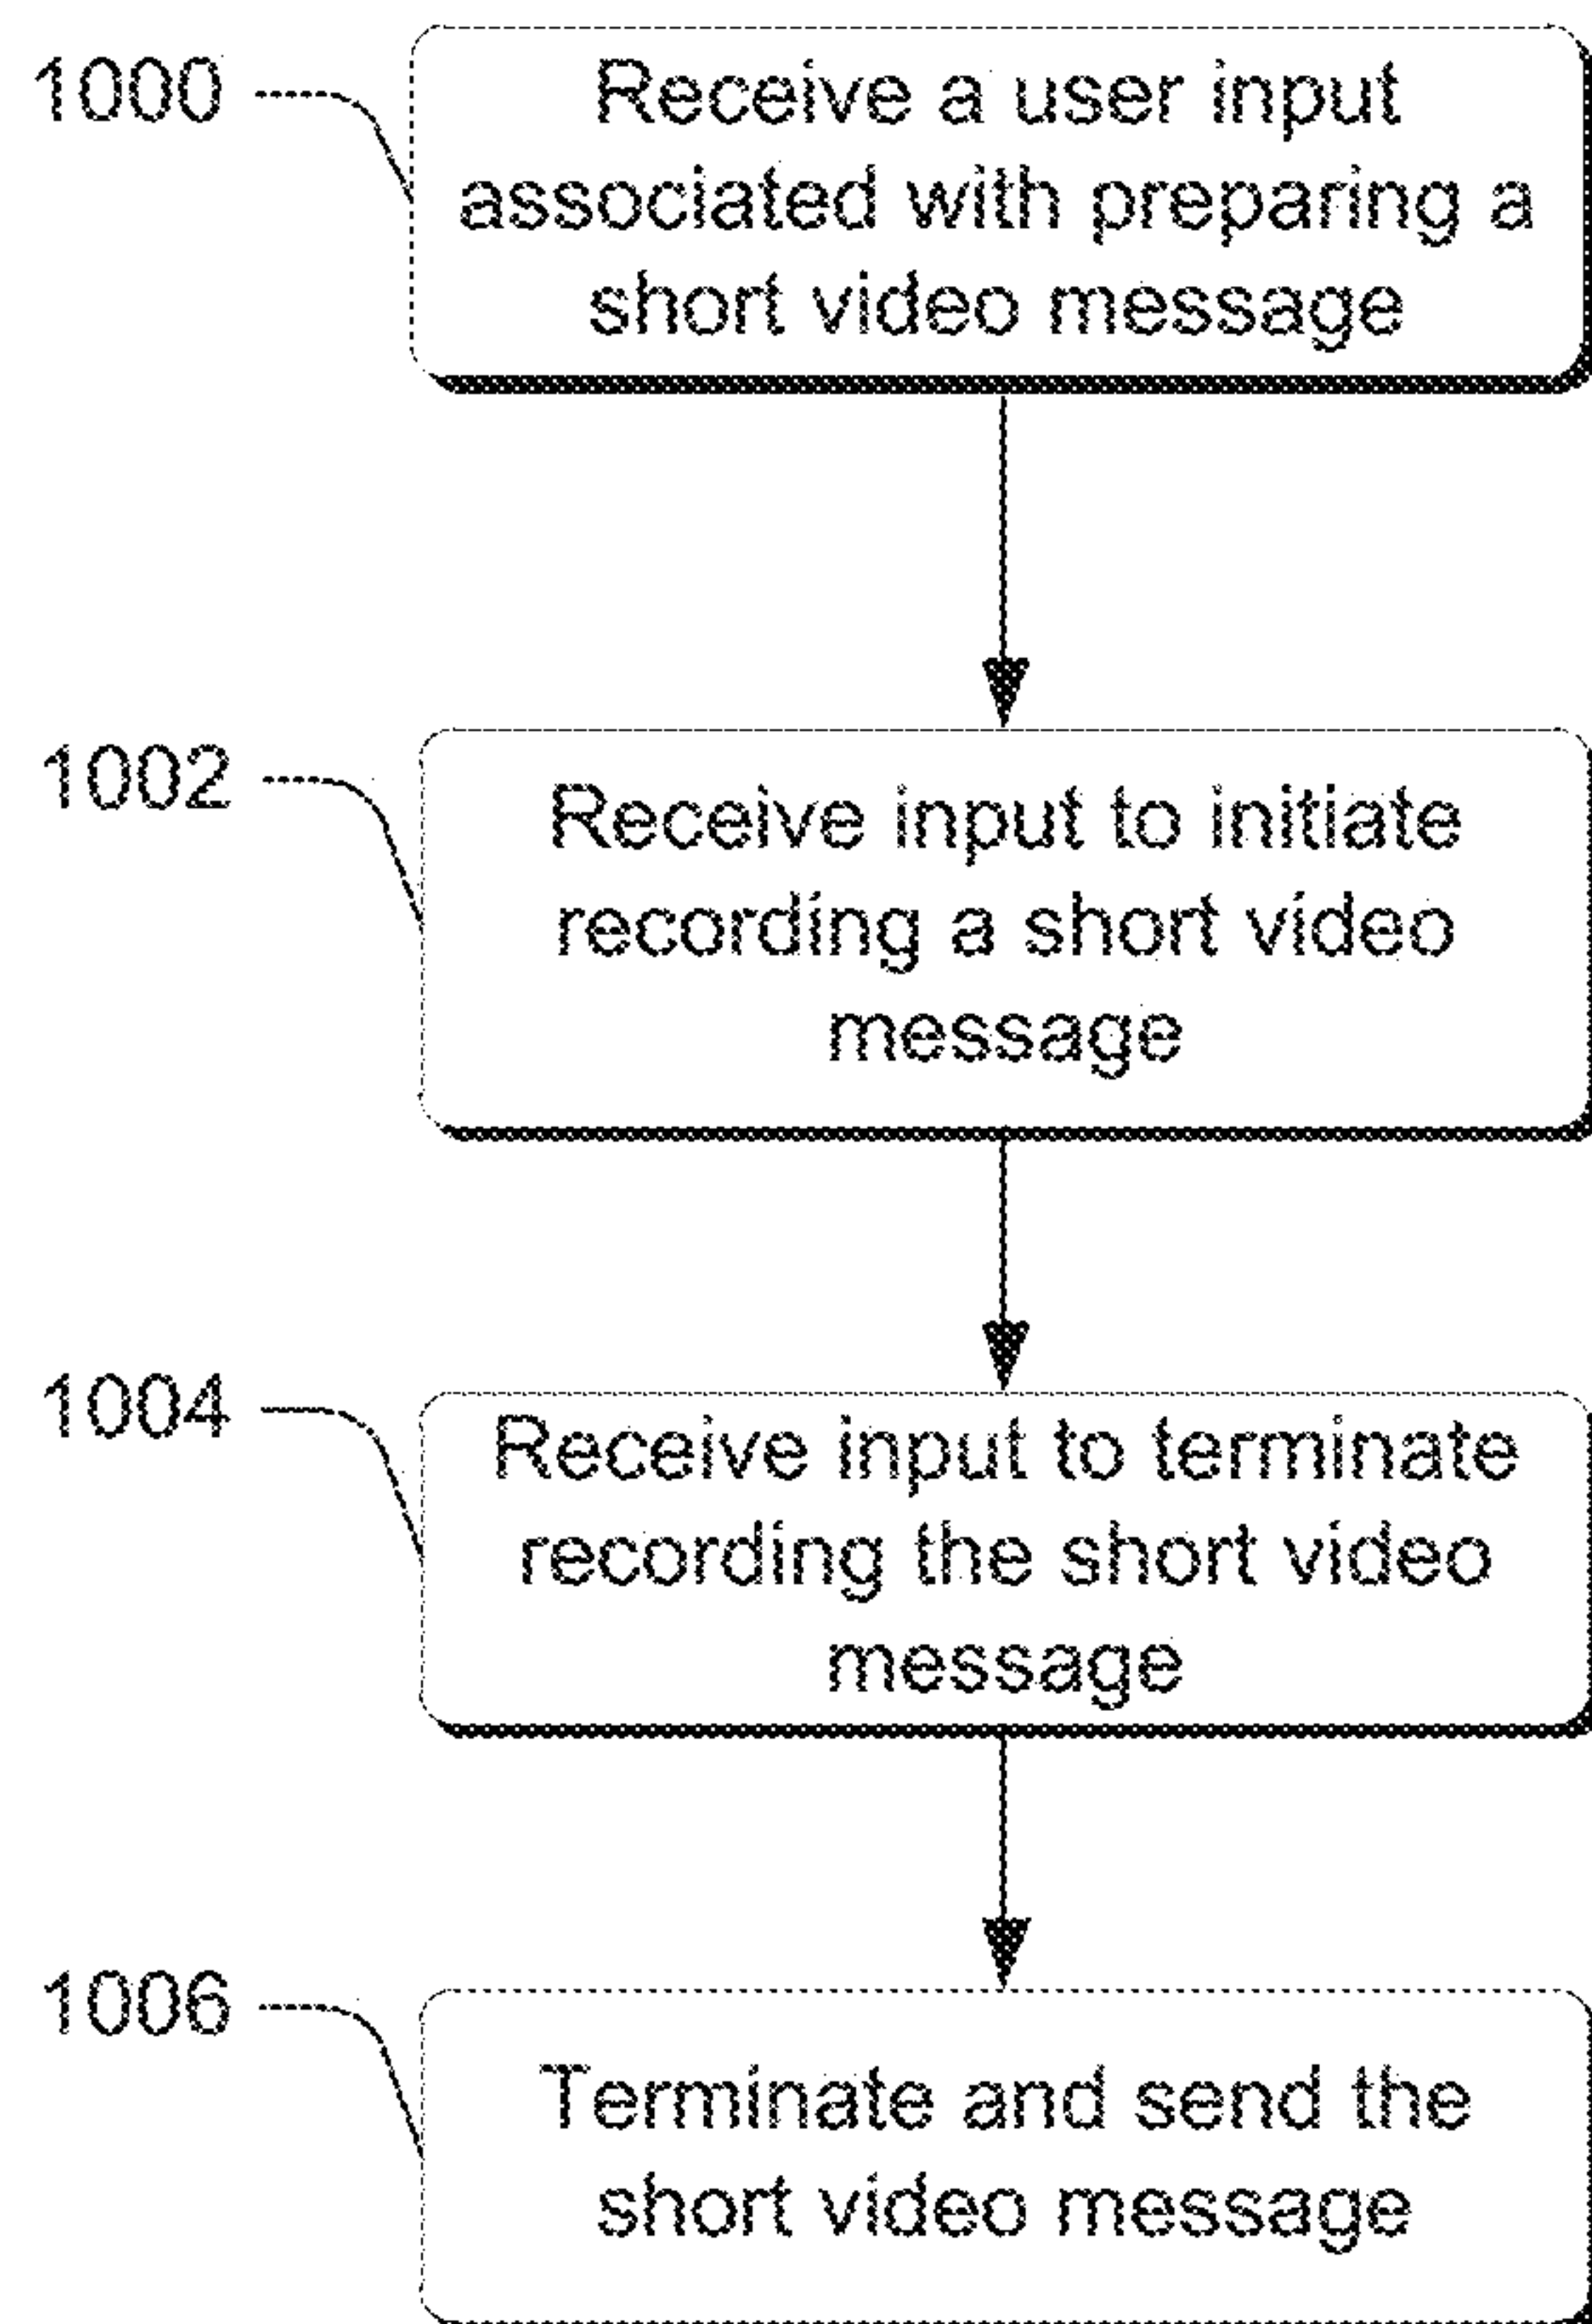 1000
Receive a user input
associated with preparing a
short video message
1002
Receive input to initiate
recording a short video
message
1004
Receive input to terminate
recording the short video
message
1006
Terminate and send the
short video message